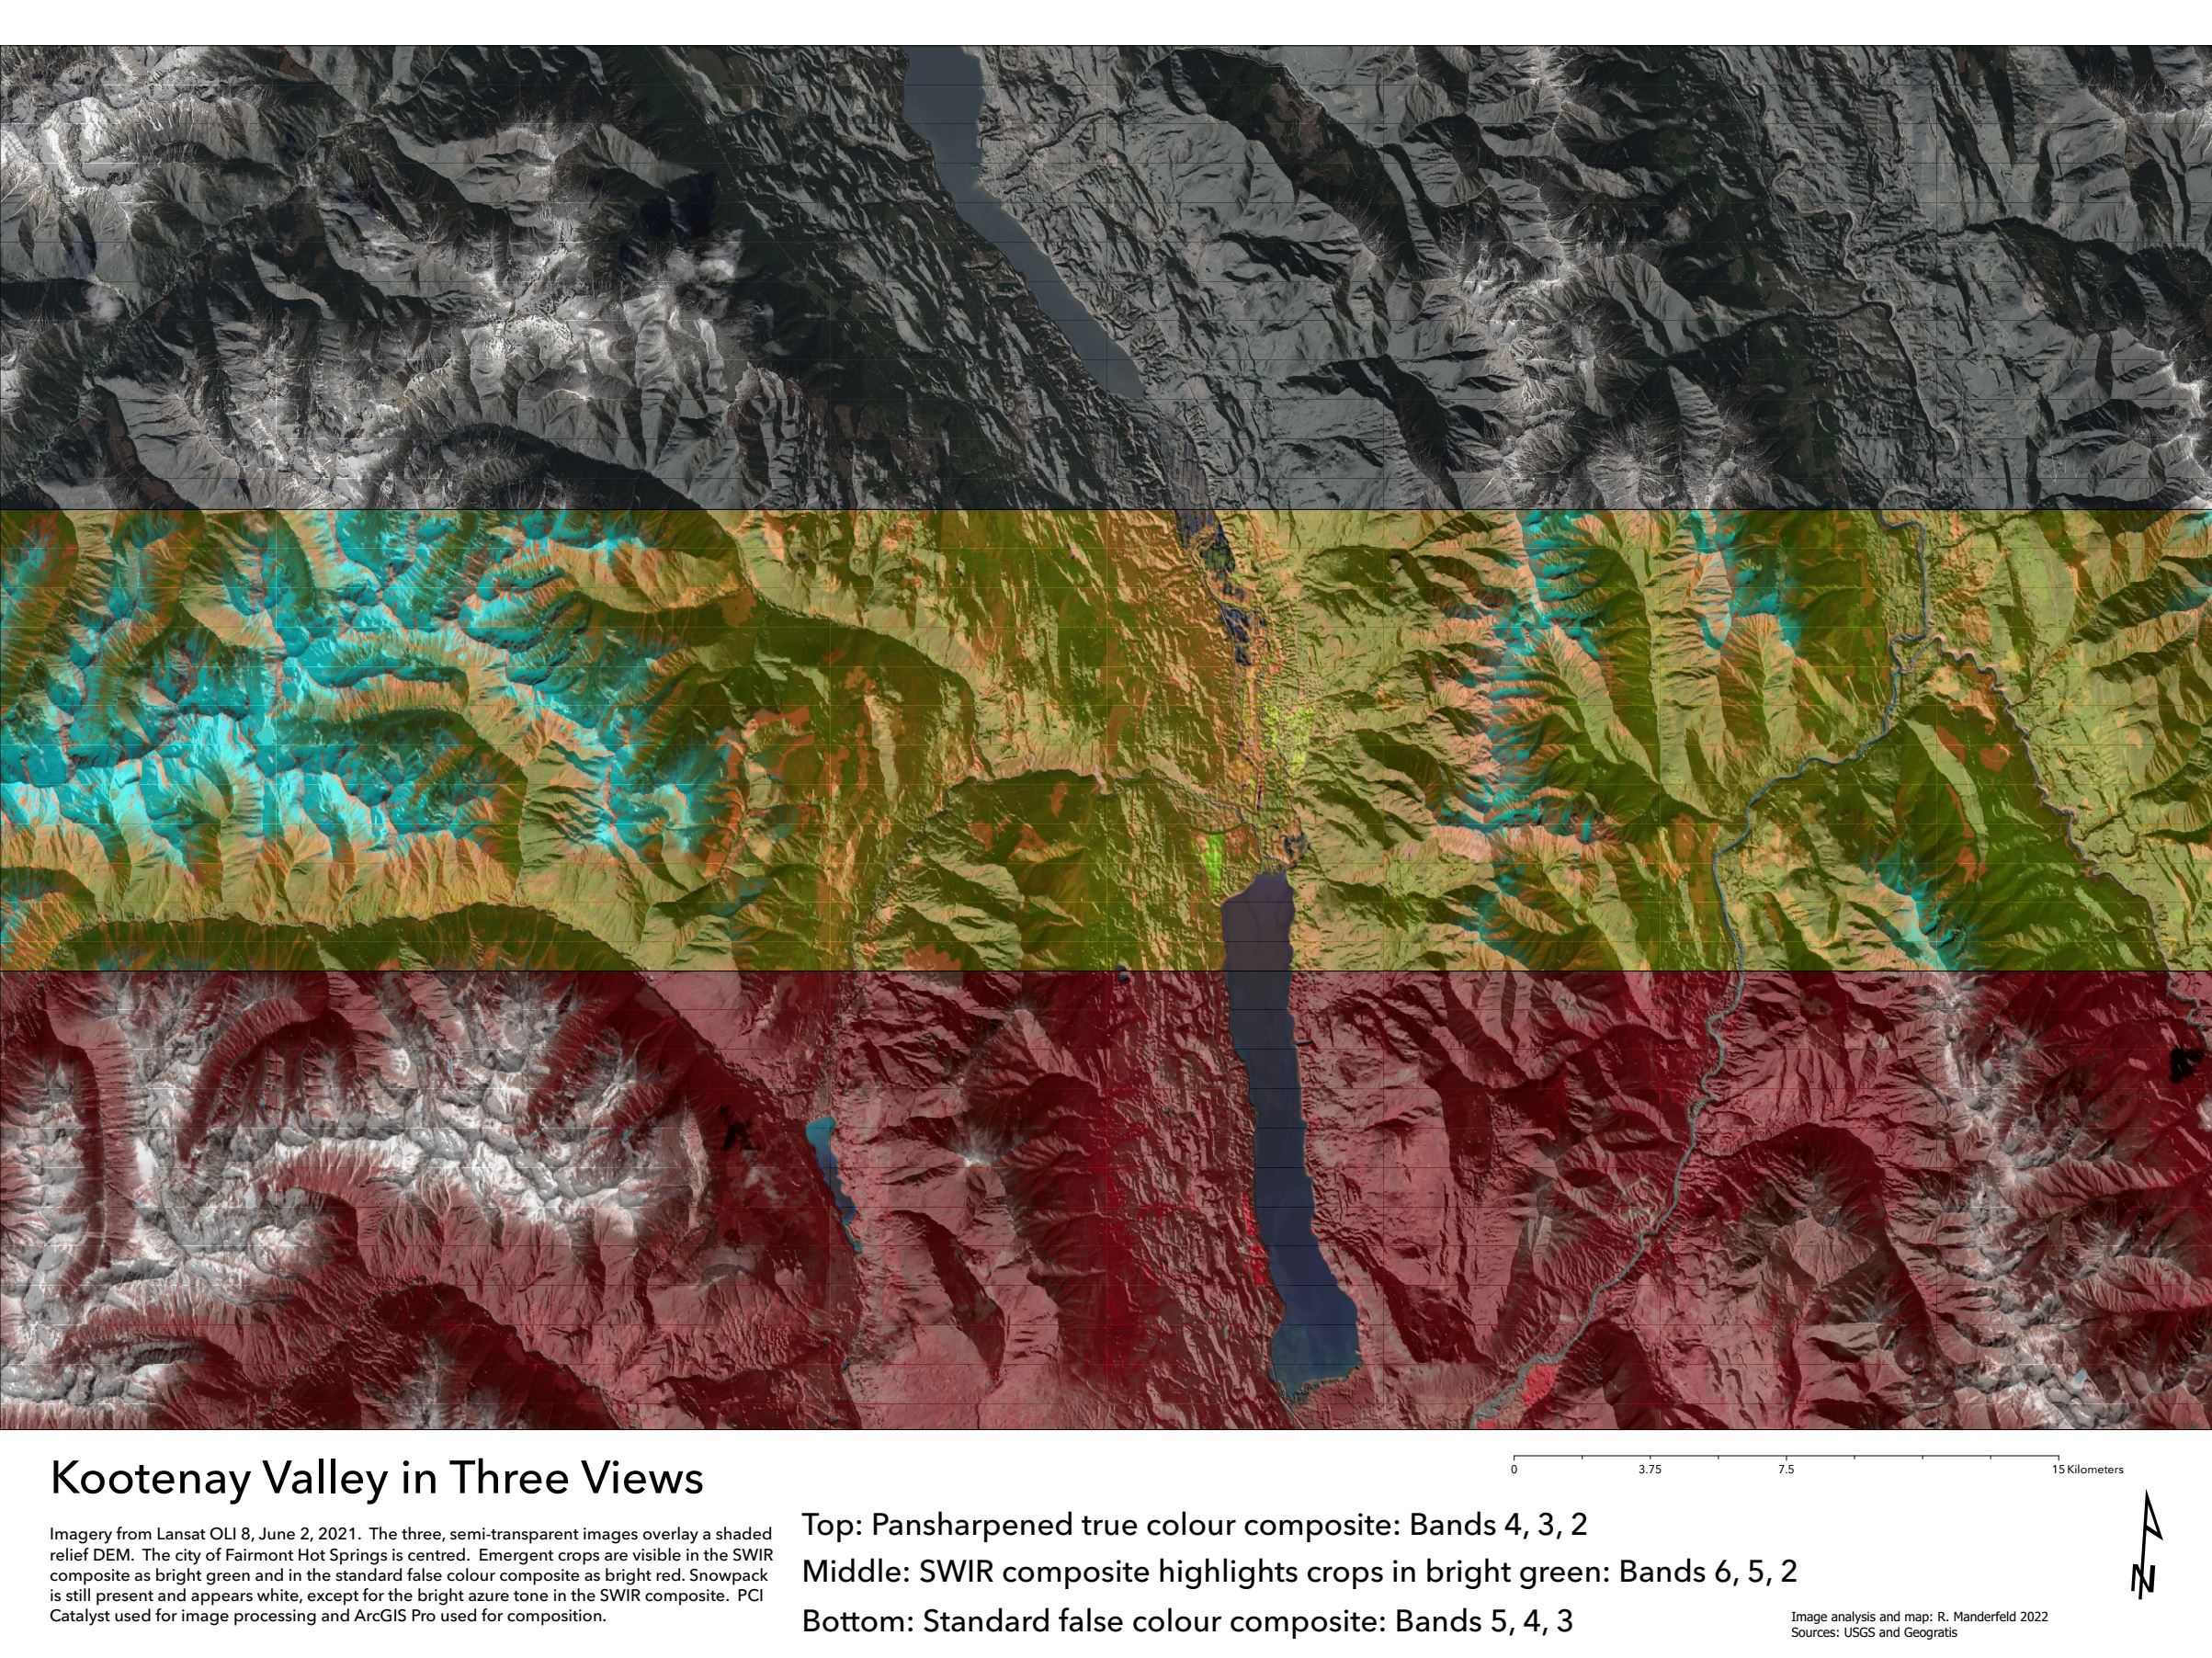 Kootenay Valley in Three Views
Imagery from Lansat OLI 8, June 2, 2021. The three, semi-transparent images overlay a shaded
relief DEM. The city of Fairmont Hot Springs is centred. Emergent crops are visible in the SWIR
composite as bright green and in the standard false colour composite as bright red. Snowpack
is still present and appears white, except for the bright azure tone in the SWIR composite. PCI
Catalyst used for image processing and ArcGIS Pro used for composition.
Top: Pansharpened true colour composite: Bands 4, 3, 2
Middle: SWIR composite highlights crops in bright green: Bands 6, 5, 2
Bottom: Standard false colour composite: Bands 5, 4, 3
0 3.75 7.5 15 Kilometers
N
Image analysis and map: R. Manderfeld 2022
Sources: USGS and Geogratis